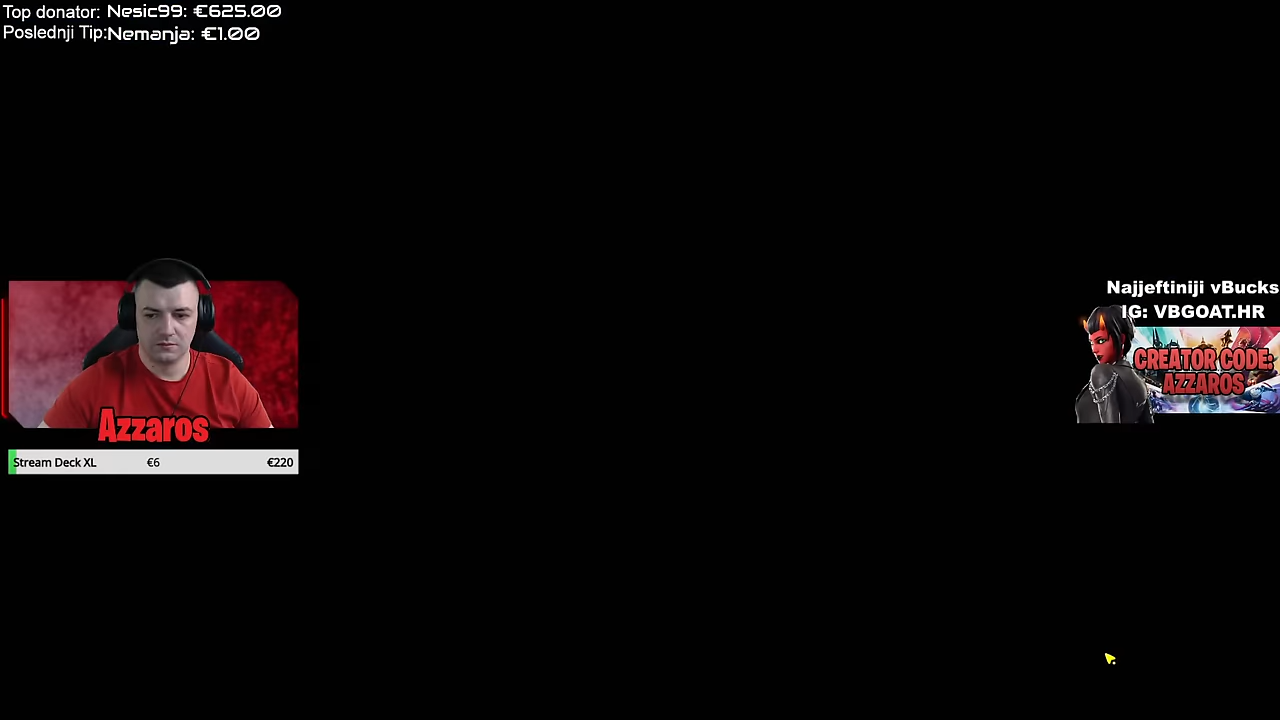 Top donator: Nesic99: €625.00
Poslednji Tip:Nemanja: €1.00
Najjeftiniji vBucks
IG: VBGOAT.HR
CREATOR CODE:
AZZAROS
Azzaros
Stream Deck XL €6 €220